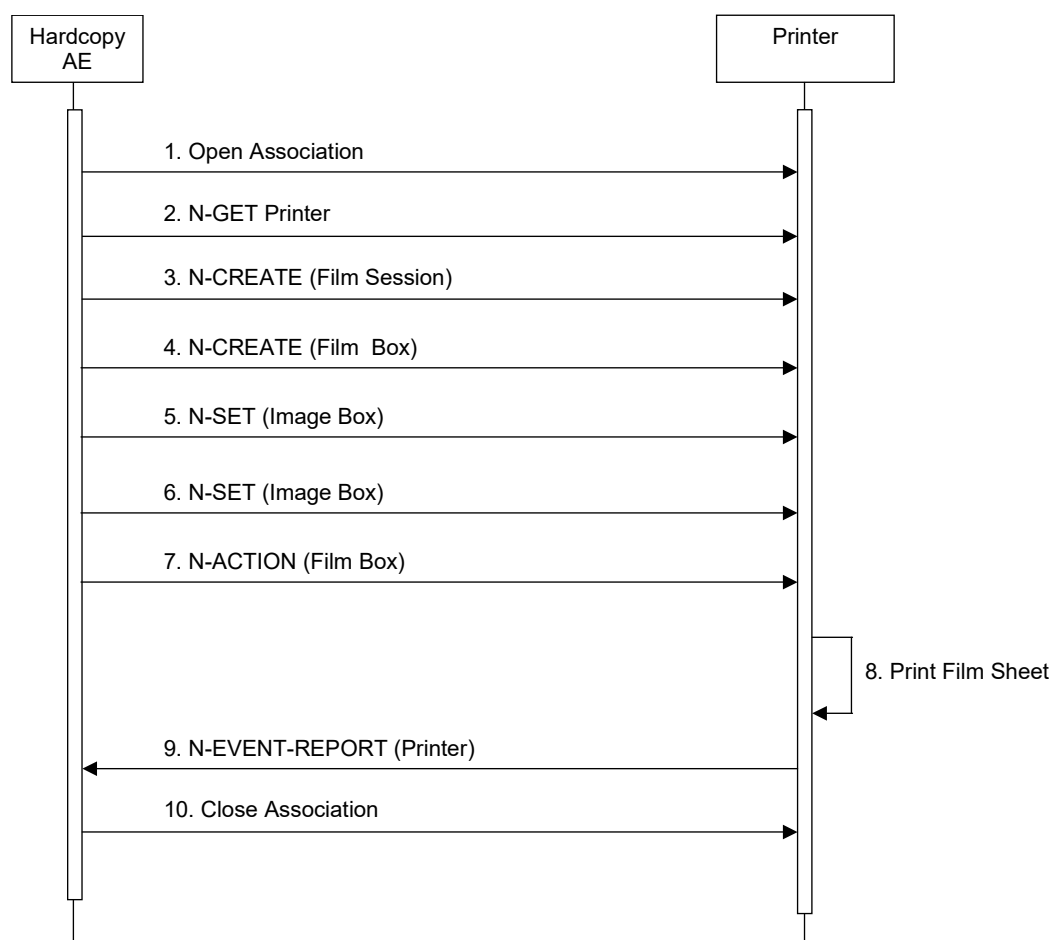 Hardcopy
AE
Printer
1. Open Association
2. N-GET Printer
3. N-CREATE (Film Session)
4. N-CREATE (Film  Box)
5. N-SET (Image Box)
6. N-SET (Image Box)
7. N-ACTION (Film Box)
8. Print Film Sheet
9. N-EVENT-REPORT (Printer)
10. Close Association